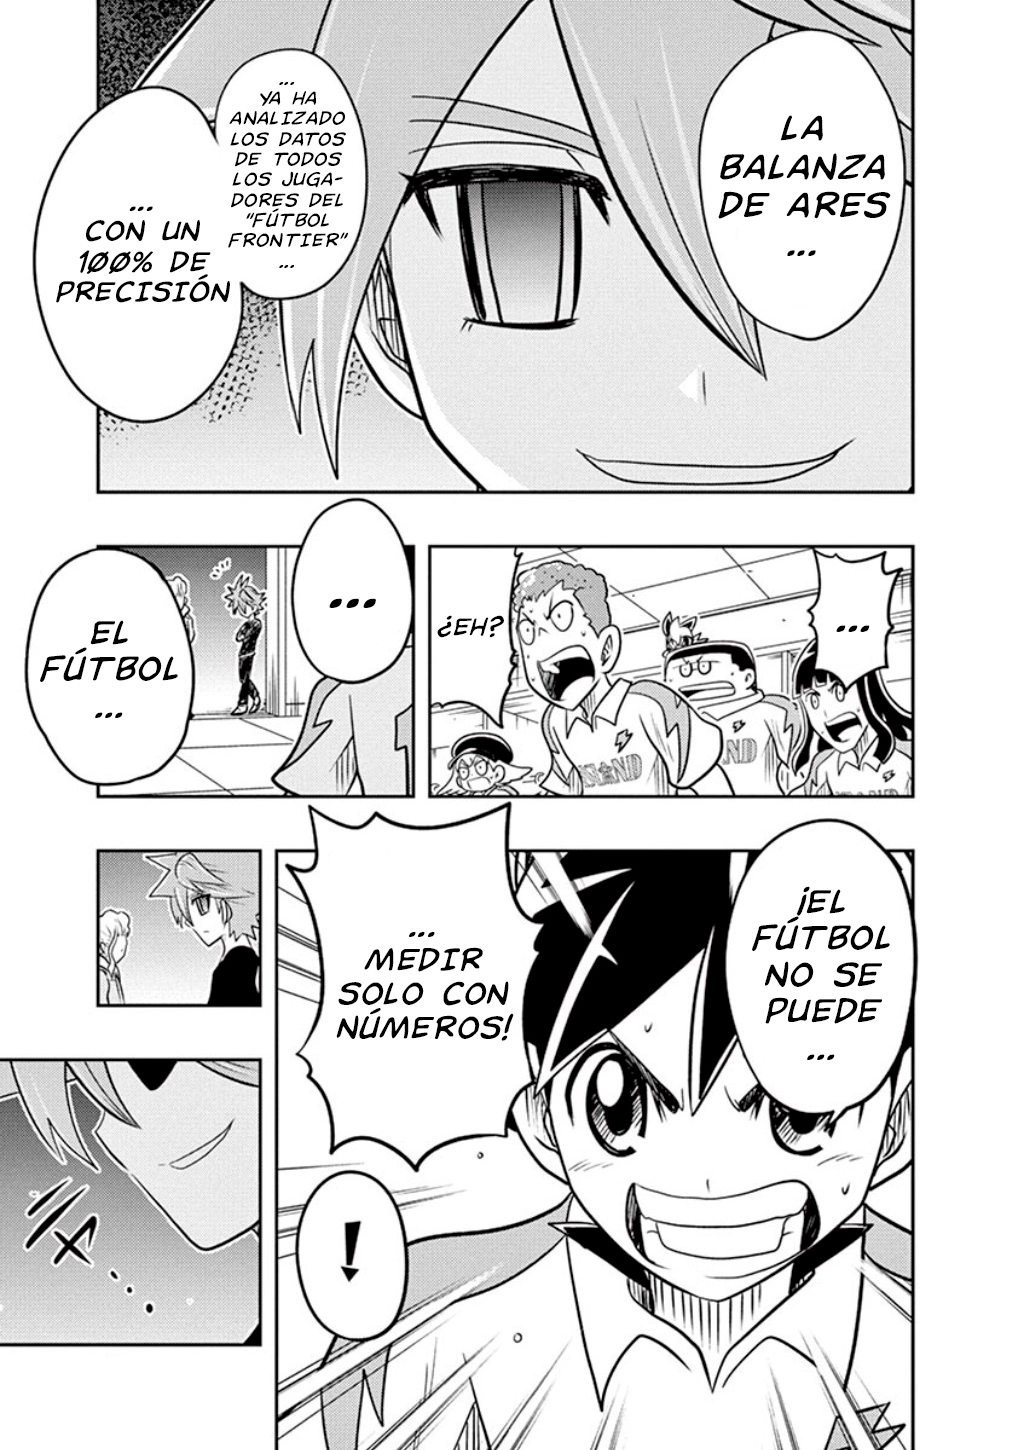 LA
BALANZA
DE ARES
...
...
YA HA
ANALIZADO
LOS DATOS
DE TODOS
LOS JUGA-
DORES DEL
"FÚTBOL
FRONTIER"
...
...
CON UN
100% DE
PRECISIÓN
...
¿EH?
...
EL
FÚTBOL
...
¡EL
FÚTBOL
NO SE
PUEDE
...
...
MEDIR
SOLO CON
NÚMEROS!
!